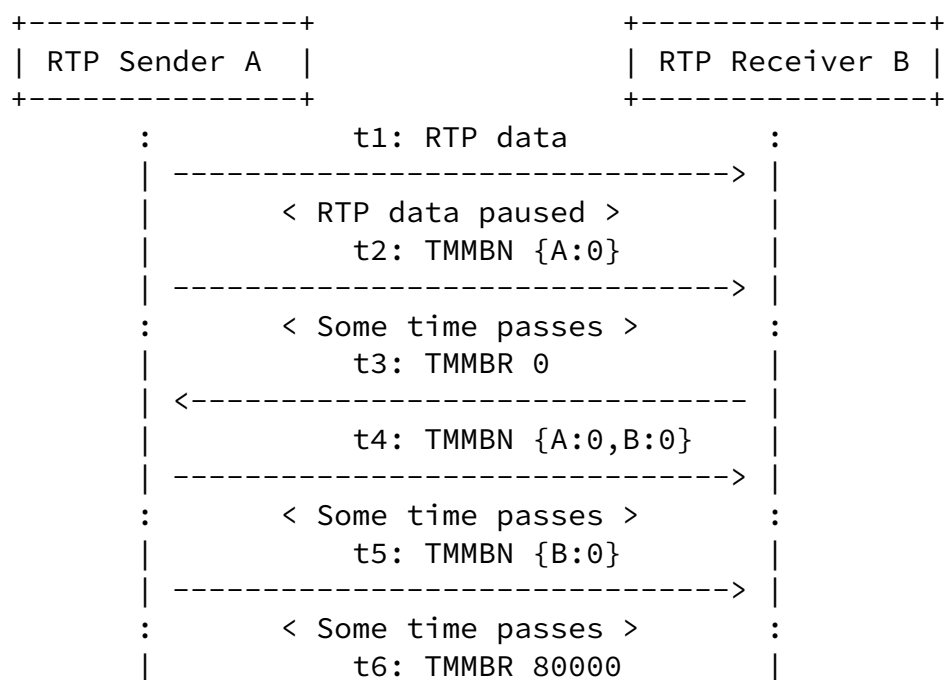 +---------------+                 +----------------+
| RTP Sender A  |                 | RTP Receiver B |
+---------------+                 +----------------+
       :           t1: RTP data           :
       | -------------------------------> |
       |       < RTP data paused >        |
       |           t2: TMMBN {A:0}        |
       | -------------------------------> |
       :       < Some time passes >       :
       |           t3: TMMBR 0            |
       | <------------------------------- |
       |           t4: TMMBN {A:0,B:0}    |
       | -------------------------------> |
       :       < Some time passes >       :
       |           t5: TMMBN {B:0}        |
       | -------------------------------> |
       :       < Some time passes >       :
       |           t6: TMMBR 80000        |